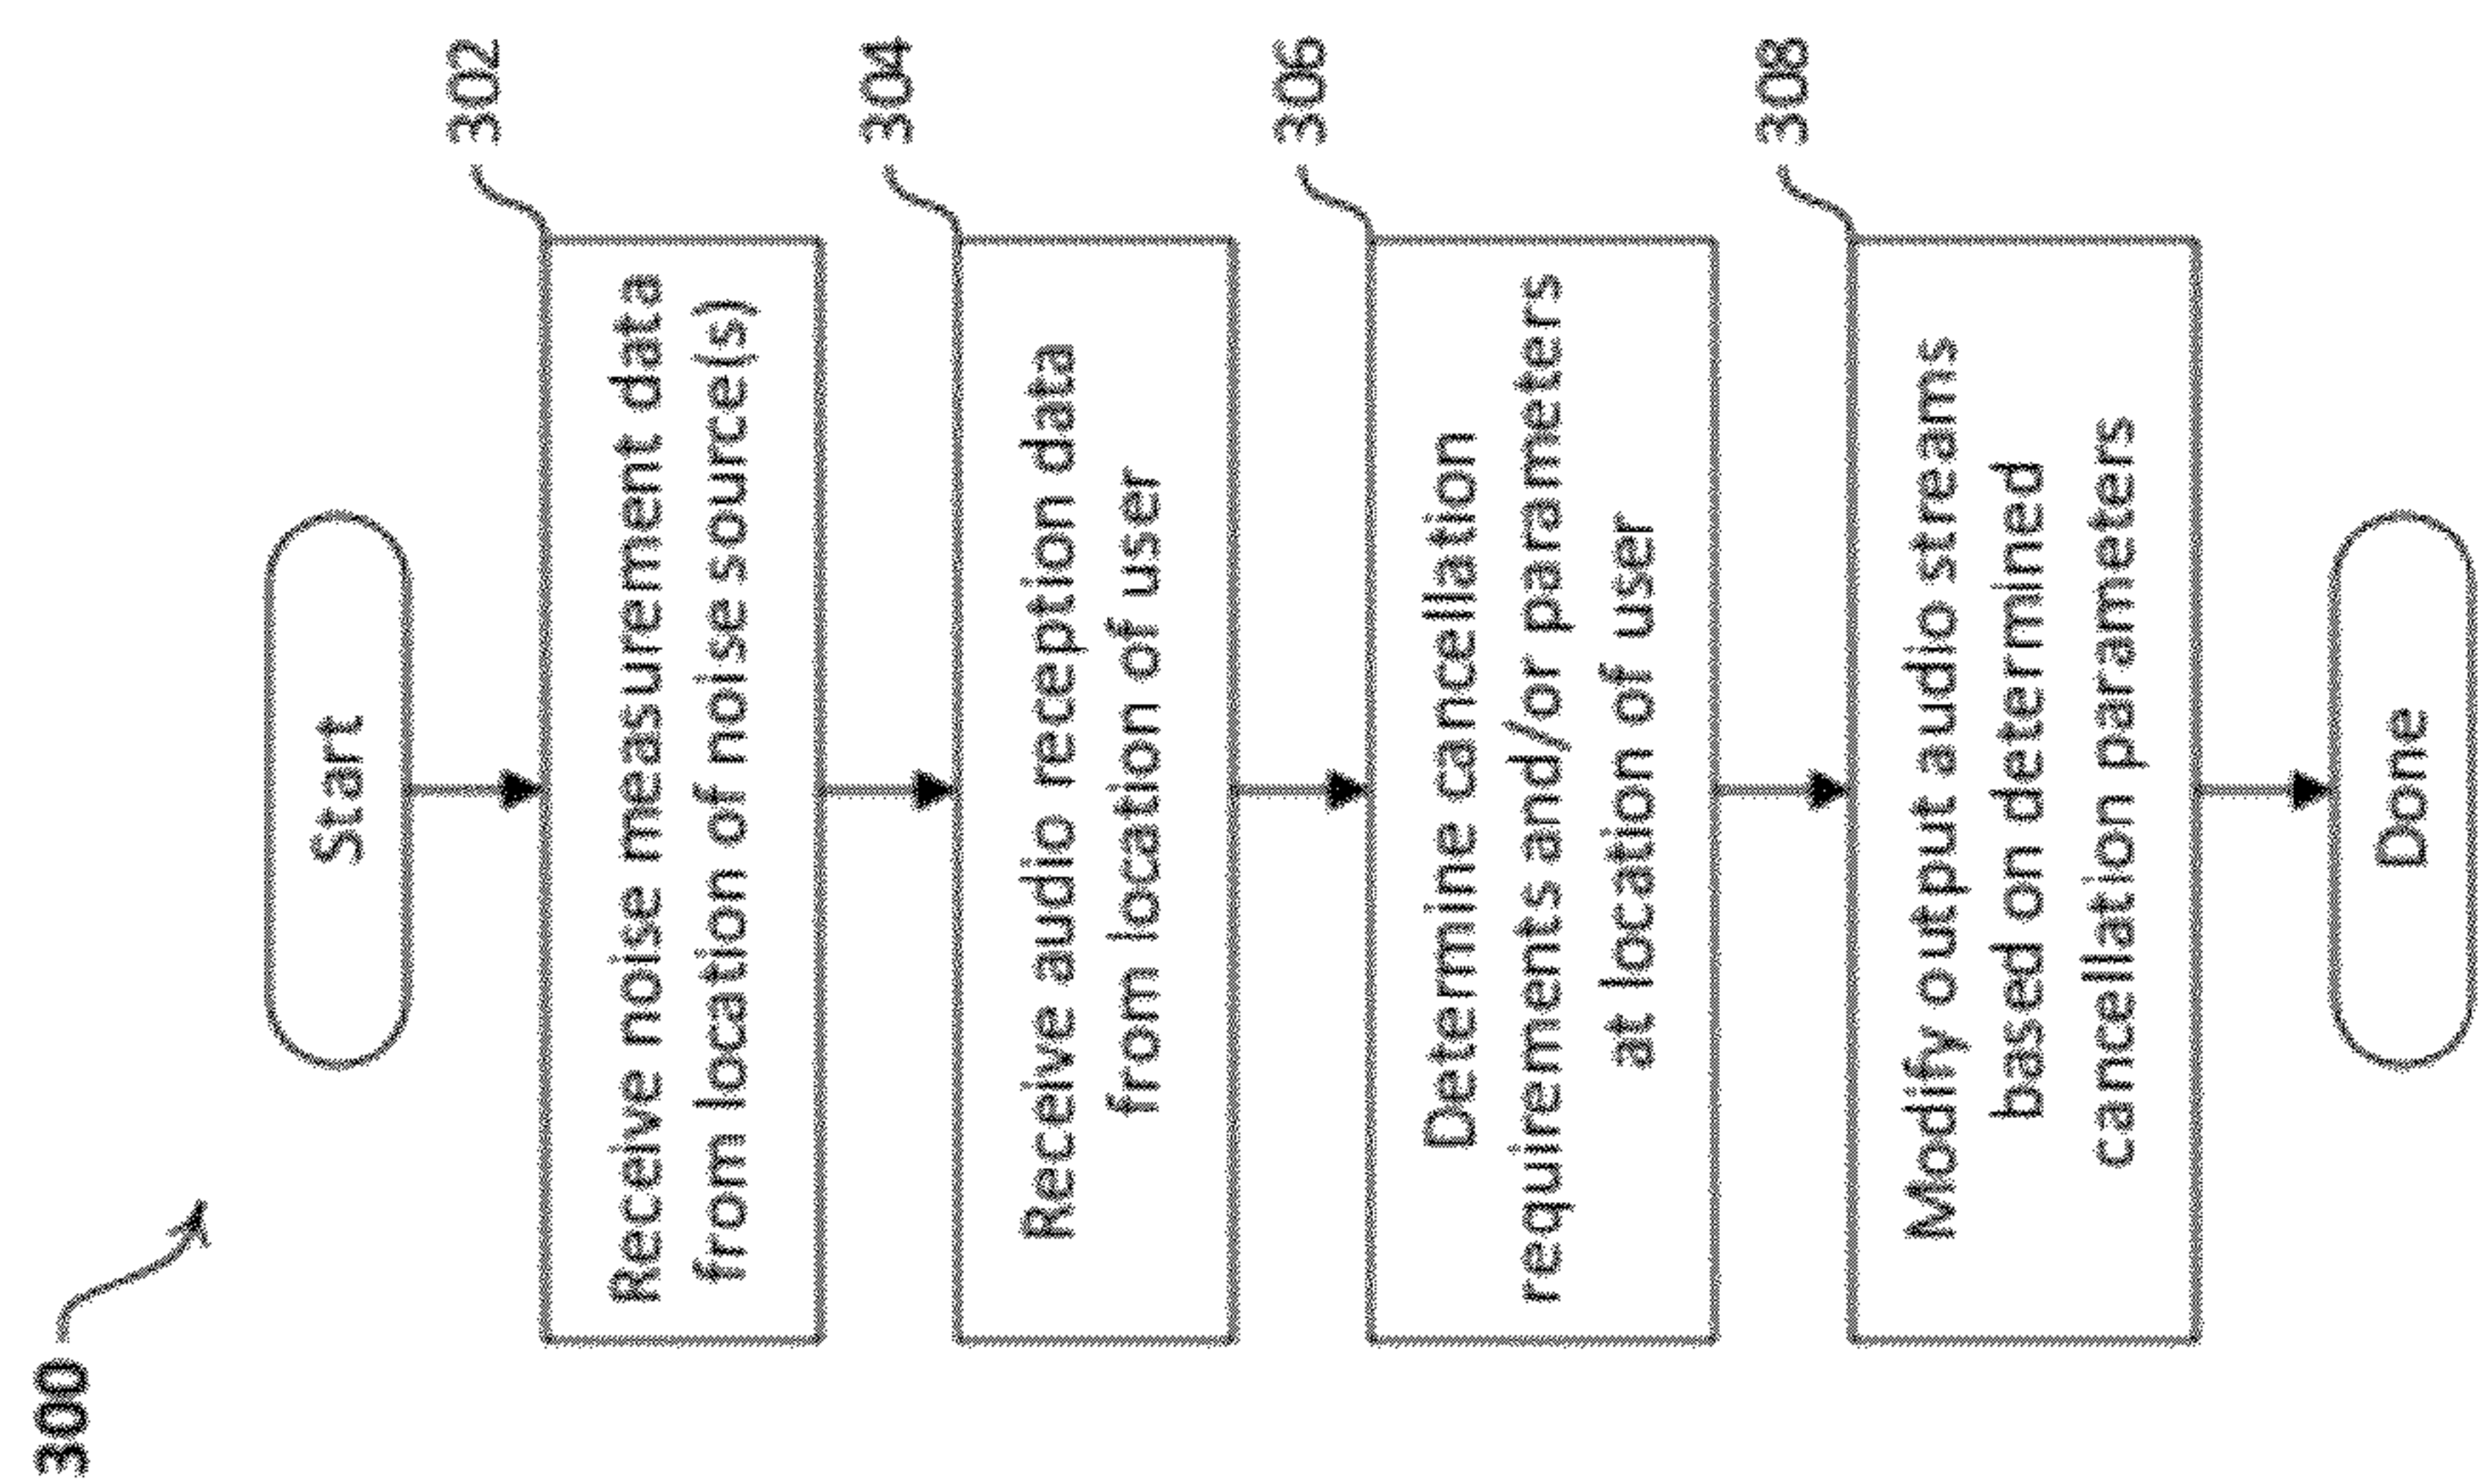 300
Start
302
Receive noise measurement data
from location of noise source(s)
304
Receive audio reception data
from location of user
306
Determine cancellation
requirements and/or parameters
at location of user
308
Modify output audio streams
based on determined
cancellation parameters
Done